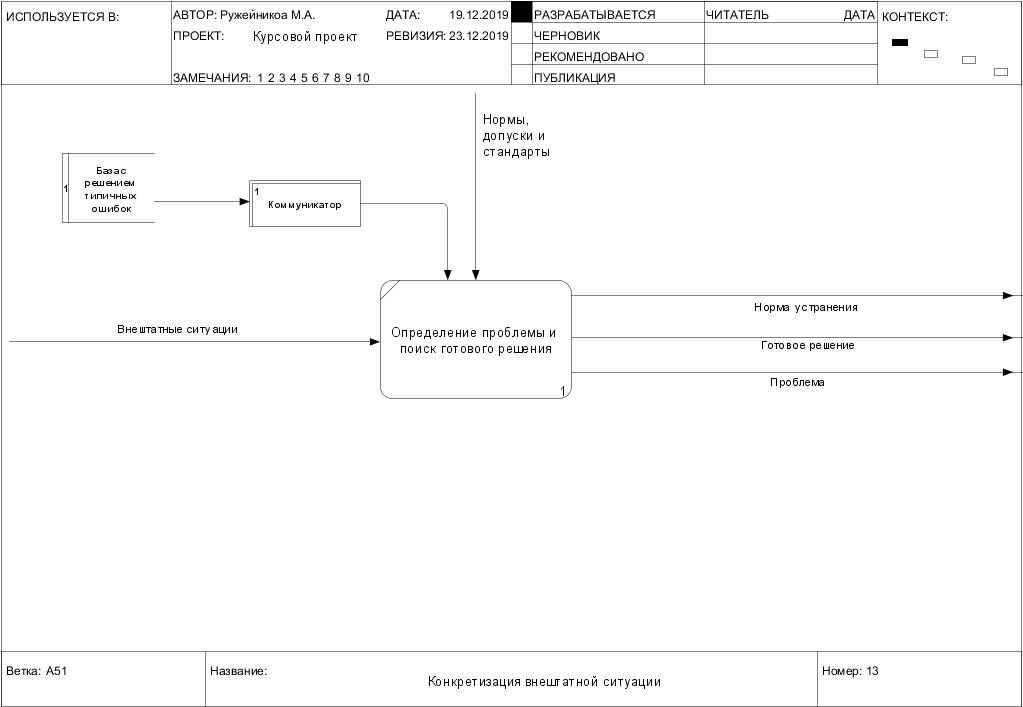 ИСПОЛЬЗУЕТСЯ В:
АВТОР: Ружейникоа М.А.
ДАТА: 19.12.2019
ПРОЕКТ: Курсовой проект
РЕВИЗИЯ: 23.12.2019
ЗАМЕЧАНИЯ: 1 2 3 4 5 6 7 8 9 10
РАЗРАБАТЫВАЕТСЯ
ЧЕРНОВИК
РЕКОМЕНДОВАНО
ПУБЛИКАЦИЯ
ЧИТАТЕЛЬ ДАТА
КОНТЕКСТ:
Нормы,
допуски и
стандарты
1
База с
решением
типичных
ошибок
1
Коммуникатор
Внештатные ситуации
Определение проблемы и
поиск готового решения
1
Норма устранения
Готовое решение
Проблема
Ветка: A51
Название:
Конкретизация внештатной ситуации
Номер: 13